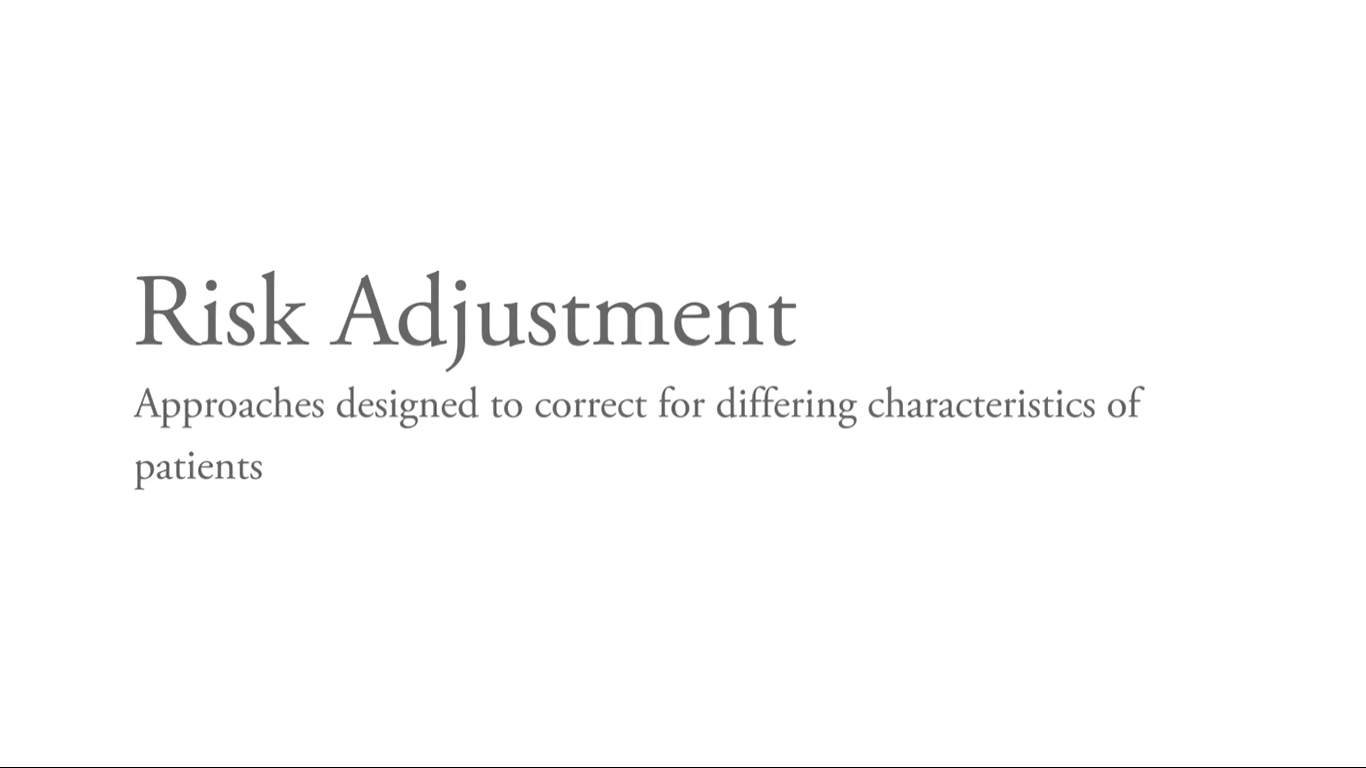 Risk Adjustment
Approaches designed to correct for differing characteristics of
patients